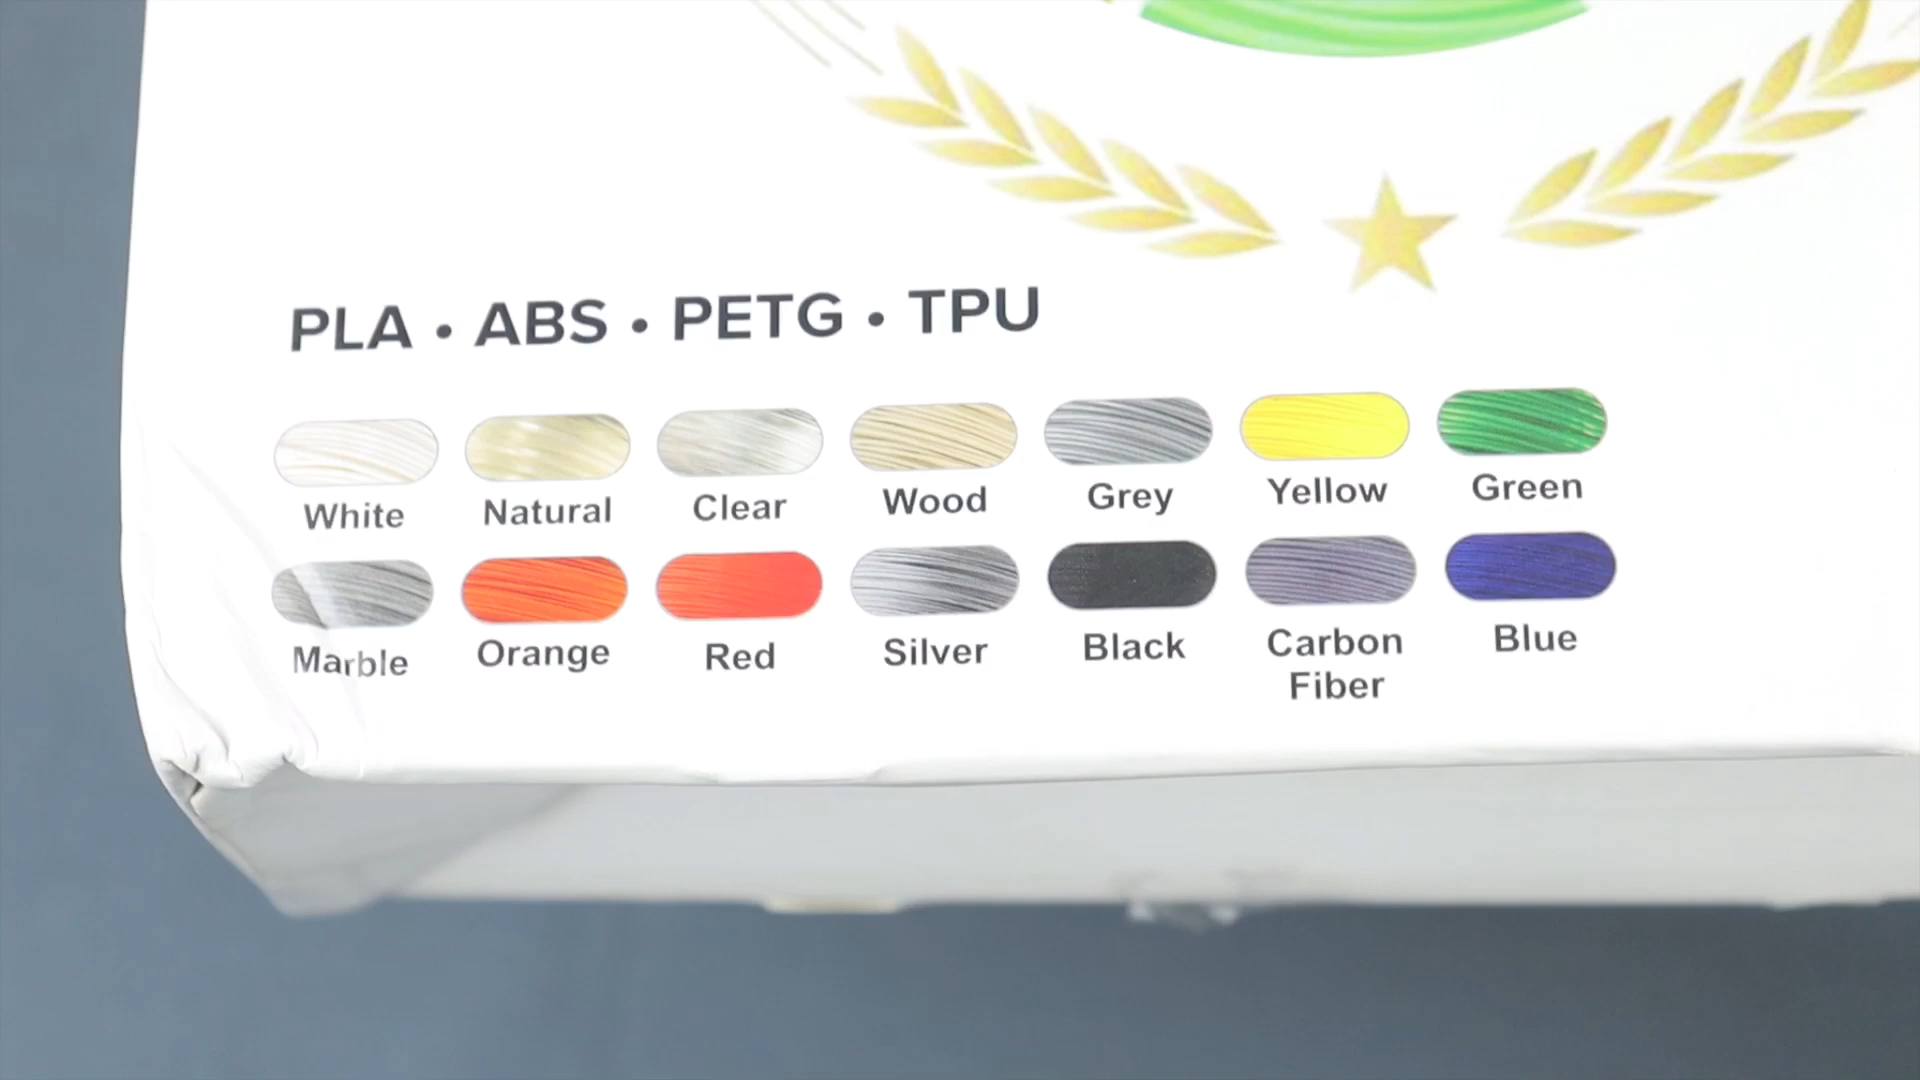 PLA • ABS • PETG • TPU
White Natural Clear Wood Grey Yellow Green
Marble Orange Red Silver Black Carbon Fiber Blue